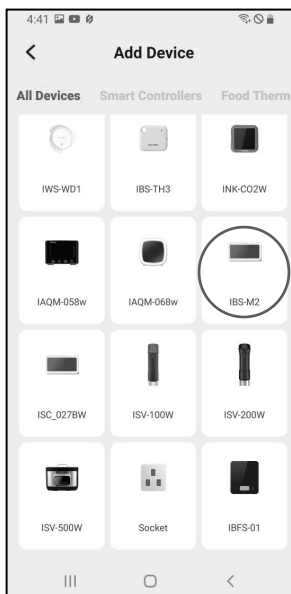 4:41
Add Device
All Devices Smart Controllers Food Therm
IWS-WD1 IBS-TH3 INK-CO2W
IAQM-058w IAQM-068w IBS-M2
ISC_027BW ISV-100W ISV-200W
ISV-500W Socket IBFS-01